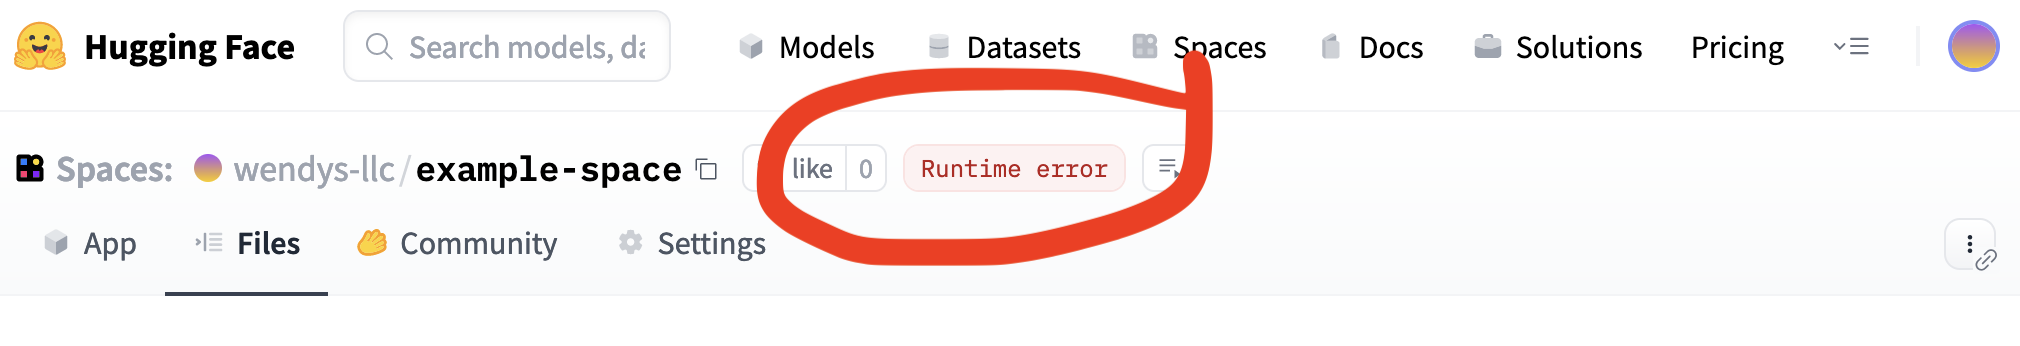 Hugging Face Search models, da Models Datasets Spaces Docs Solutions Pricing
Spaces: wendys-llc/example-space like 0 Runtime error
App Files Community Settings